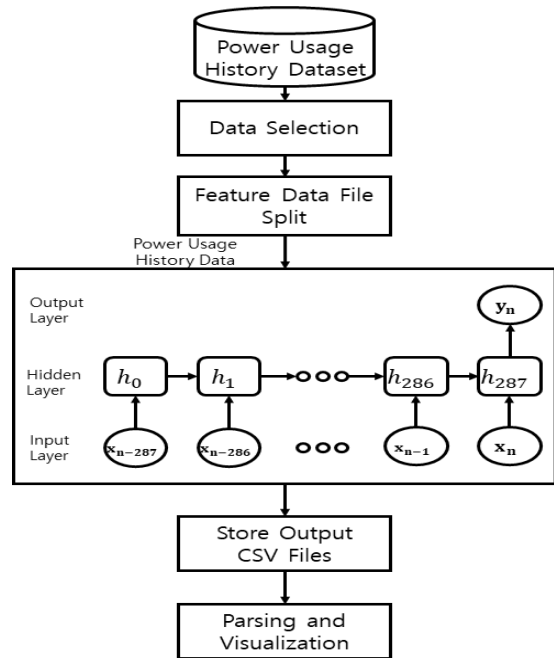 Power Usage
History Dataset
Data Selection
Feature Data File
Split
Power Usage
History Data
Output
Layer
yₙ
Hidden
Layer
h₀
h₁
h₂₈₆
h₂₈₇
Input
Layer
xₙ₋₂₈₇
xₙ₋₂₈₆
xₙ₋₁
xₙ
Store Output
CSV Files
Parsing and
Visualization